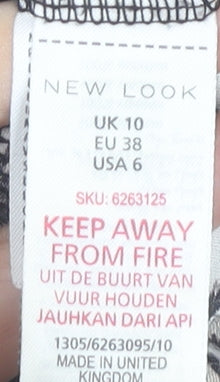 NEW LOOK
UK 10
EU 38
USA 6
SKU: 6263125
KEEP AWAY
FROM FIRE
UIT DE BUURT VAN
VUUR HOUDEN
JAUHKAN DARI API
1305/6263095/10
MADE IN UNITED
KINGDOM